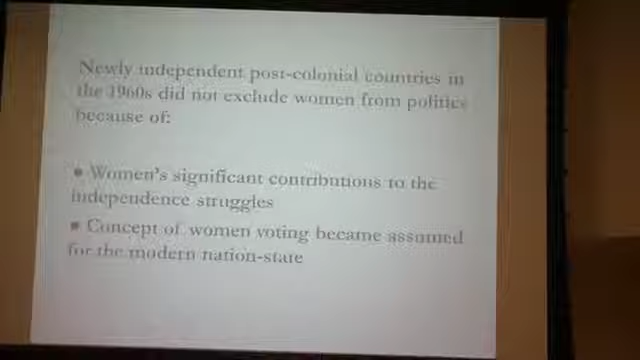 Newly independent post-colonial countries in
the 1960s did not exclude women from politics
because of:
• Women's significant contributions to the
independence struggles
• Concept of women voting became assumed
for the modern nation-state